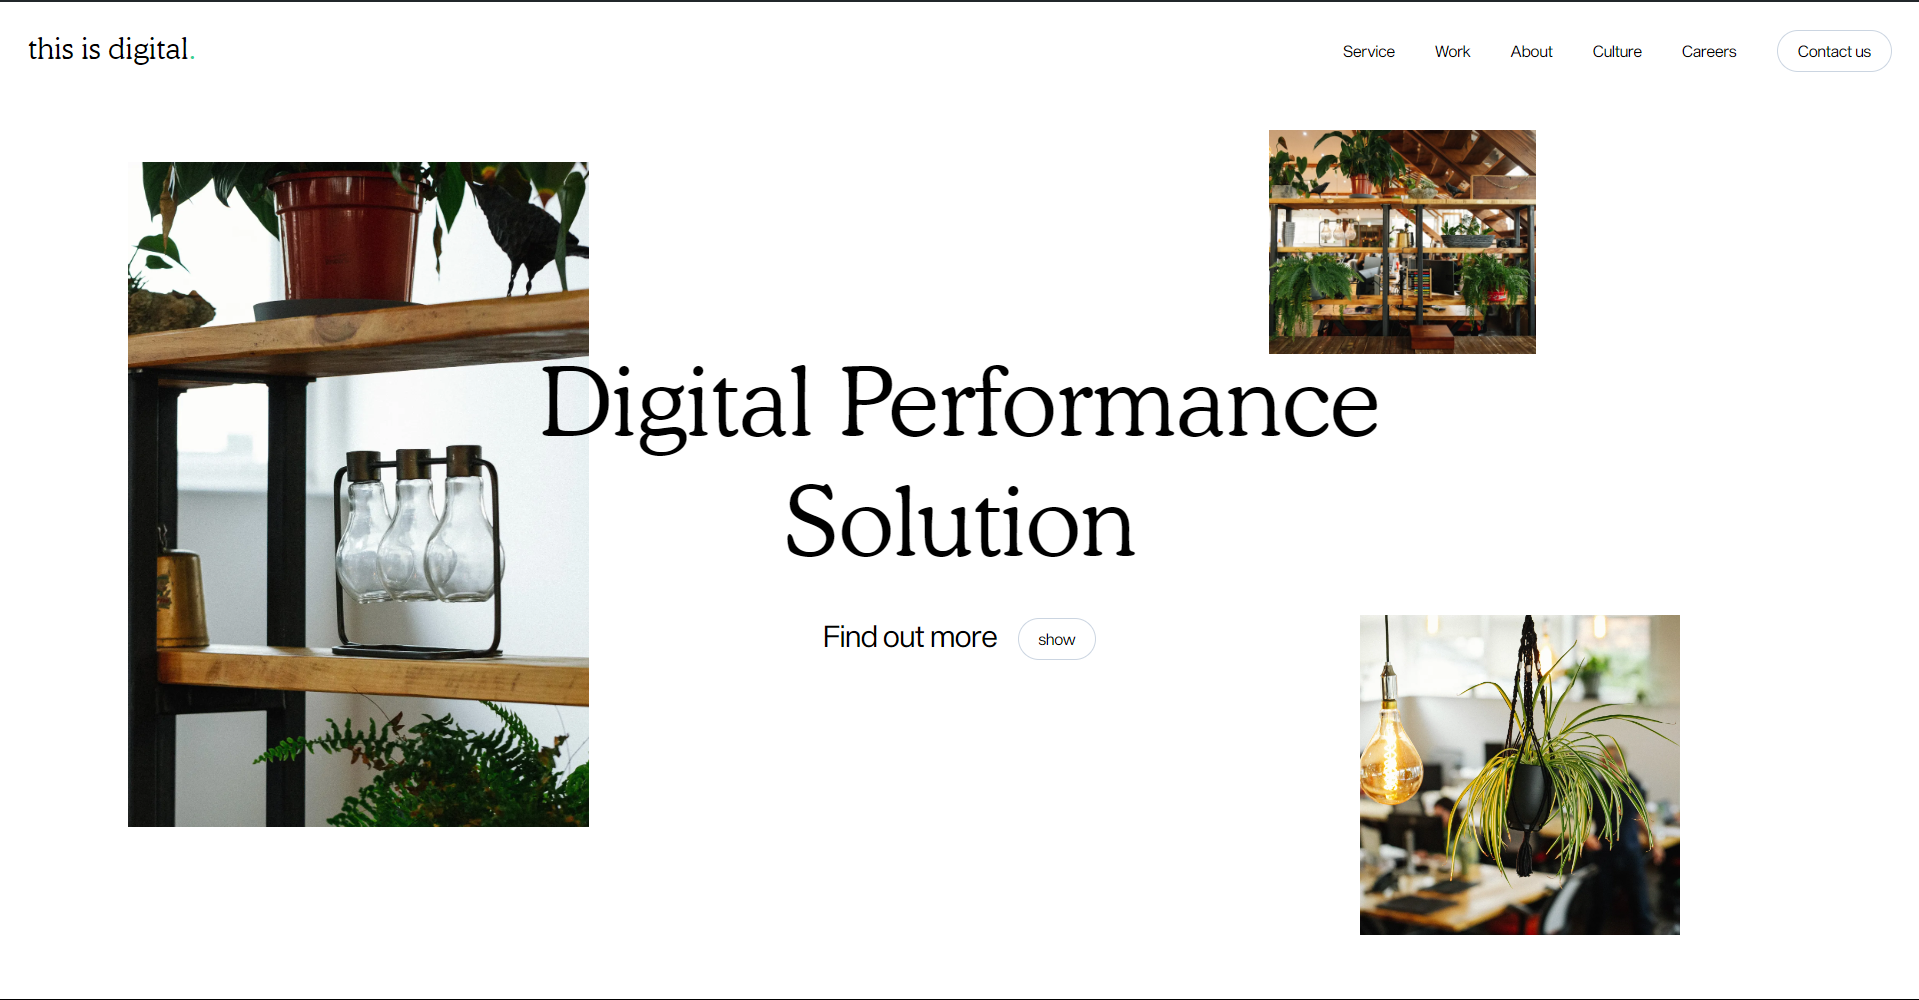 this is digital.
Service
Work
About
Culture
Careers
Contact us
Digital Performance
Solution
Find out more
show